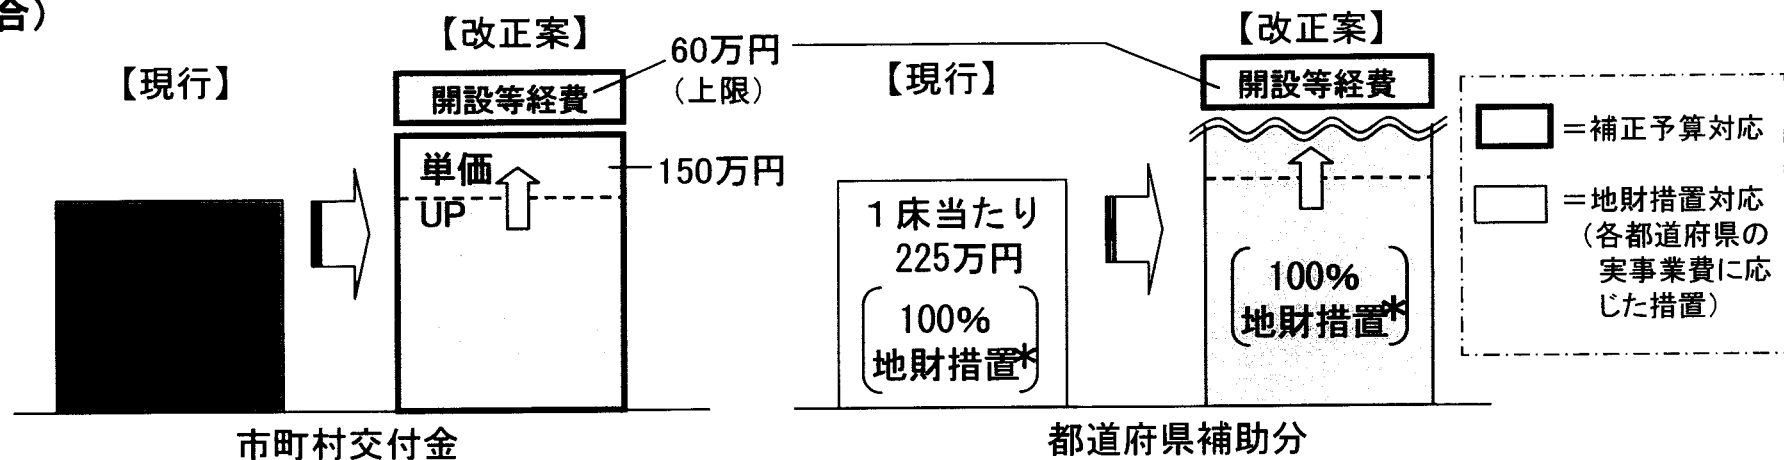 合）
【現行】
【改正案】
開設等経費
60万円
（上限）
単価
UP
150万円
市町村交付金
【現行】
１床当たり
225万円
100%
地財措置*
【改正案】
開設等経費
100%
地財措置*
都道府県補助分
＝補正予算対応
＝地財措置対応
（各都道府県の
実事業費に応
じた措置）